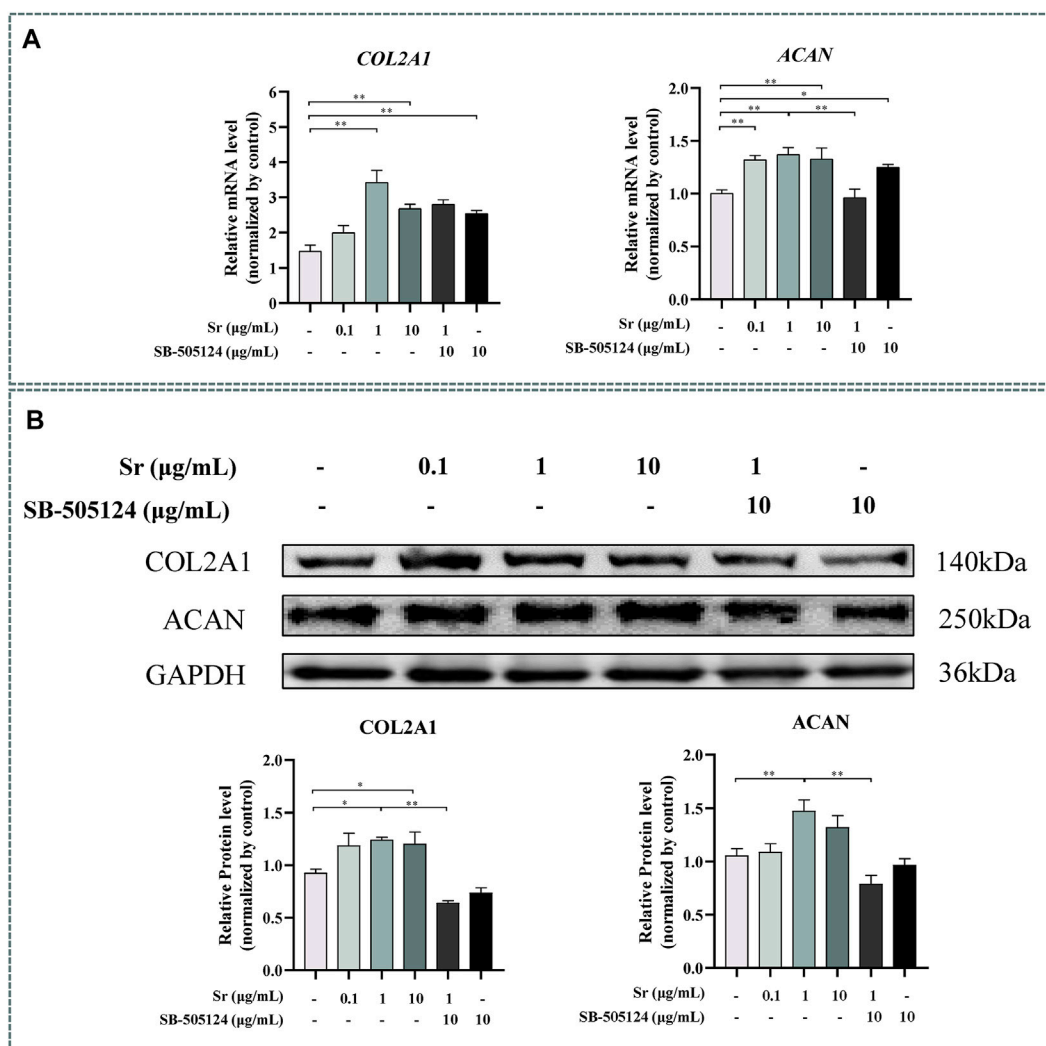 A
COL2A1
Relative mRNA level
(normalized by control)
6
5
4
3
2
1
0
**
**
**
Sr (μg/mL) - 0.1 1 10 1 -
SB-505124 (μg/mL) 10 10
ACAN
Relative mRNA level
(normalized by control)
2.0
1.5
1.0
0.5
0.0
**
*
** **
**
Sr (μg/mL) - 0.1 1 10 1 -
SB-505124 (μg/mL) 10 10
B
Sr (μg/mL) - 0.1 1 10 1 -
SB-505124 (μg/mL) - - - - 10 10
COL2A1 140kDa
ACAN 250kDa
GAPDH 36kDa
COL2A1
Relative Protein level
(normalized by control)
2.0
1.5
1.0
0.5
0.0
*
* **
Sr (μg/mL) - 0.1 1 10 1 -
SB-505124 (μg/mL) 10 10
ACAN
Relative Protein level
(normalized by control)
2.0
1.5
1.0
0.5
0.0
** **
Sr (μg/mL) - 0.1 1 10 1 -
SB-505124 (μg/mL) 10 10